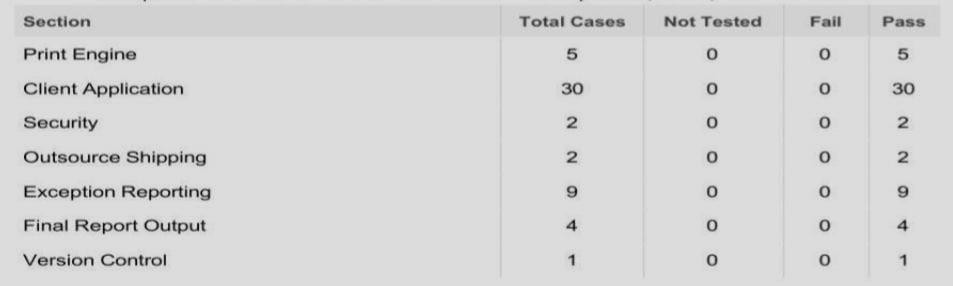 Section Total Cases Not Tested Fail Pass
Print Engine 5 0 0 5
Client Application 30 0 0 30
Security 2 0 0 2
Outsource Shipping 2 0 0 2
Exception Reporting 9 0 0 9
Final Report Output 4 0 0 4
Version Control 1 0 0 1